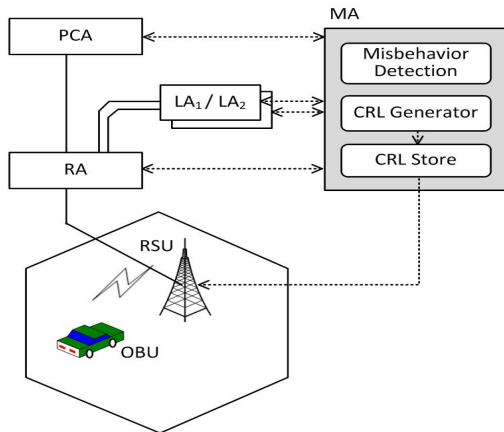 MA
PCA
Misbehavior
Detection
LA₁ / LA₂
CRL Generator
RA
CRL Store
RSU
OBU